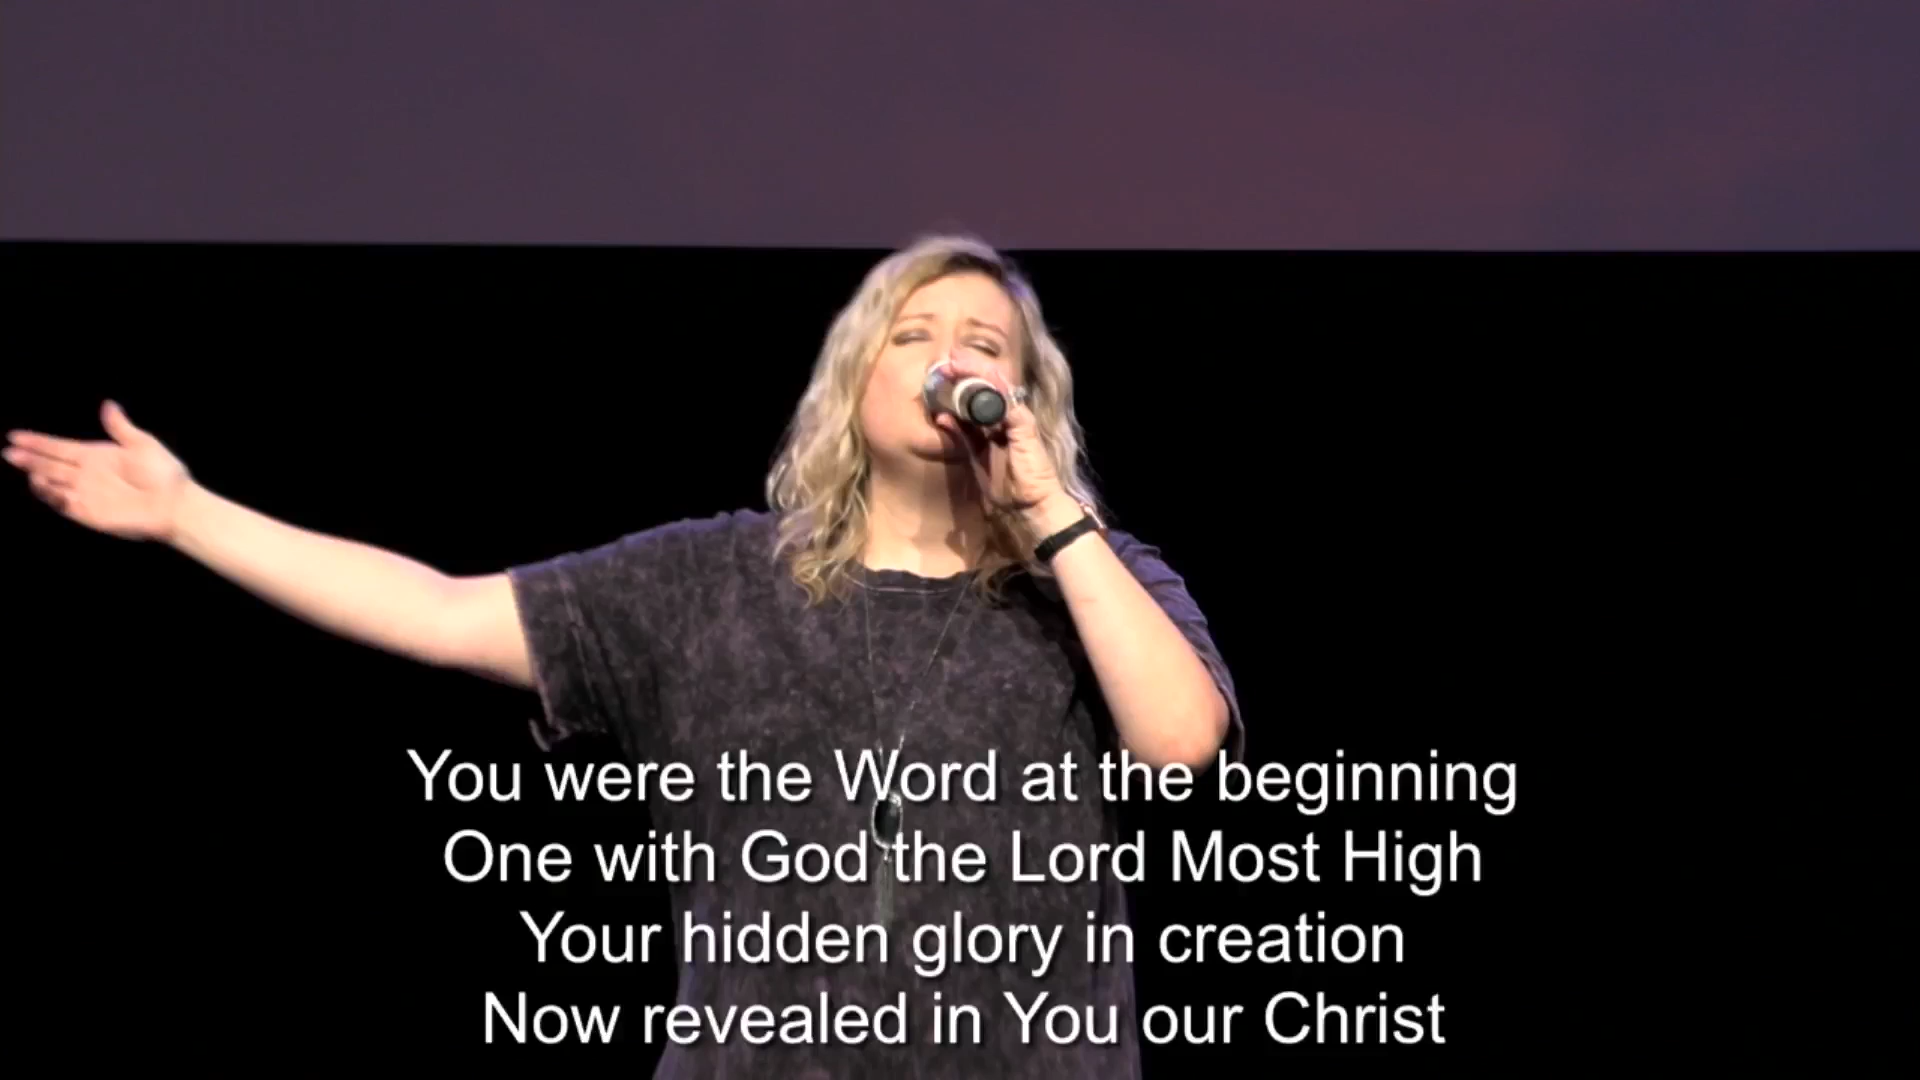 You were the Word at the beginning
One with God the Lord Most High
Your hidden glory in creation
Now revealed in You our Christ